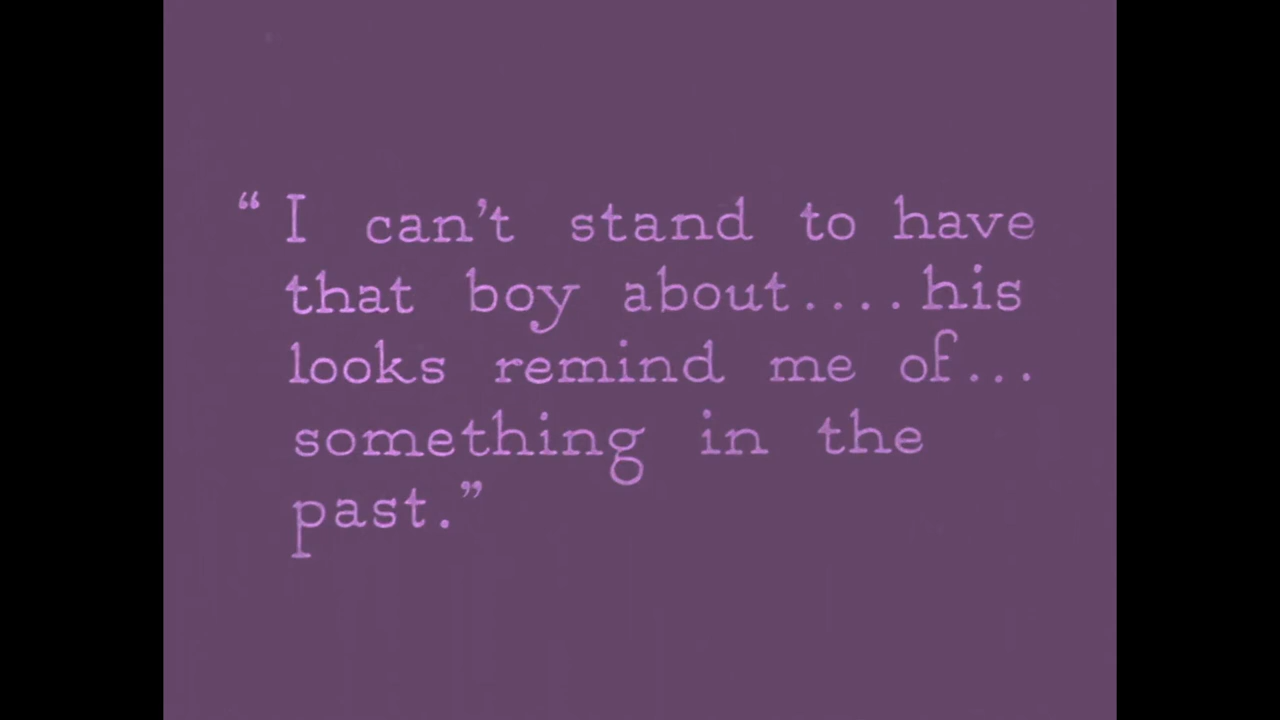 “ I can’t stand to have
that boy about.... his
looks remind me of...
something in the
past.”